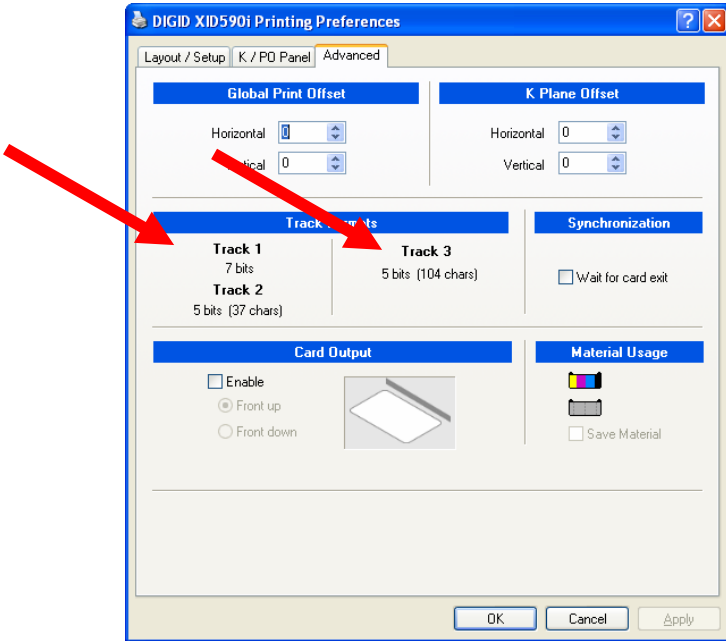 DIGID XID590i Printing Preferences
Layout / Setup K / PO Panel Advanced
Global Print Offset
Horizontal 0
0
K Plane Offset
Horizontal 0
Vertical 0
Track
Track 1
7 bits
Track 2
5 bits (37 chars)
Track 3
5 bits (104 chars)
Synchronization
Wait for card exit
Card Output
Enable
Front up
Front down
Material Usage
Save Material
OK Cancel Apply